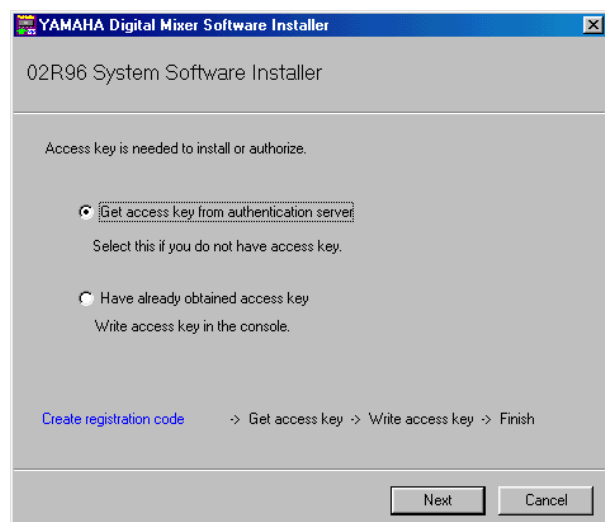 YAMAHA Digital Mixer Software Installer
02R96 System Software Installer
Access key is needed to install or authorize.
Get access key from authentication server
Select this if you do not have access key.
Have already obtained access key
Write access key in the console.
Create registration code -> Get access key -> Write access key -> Finish
Next Cancel